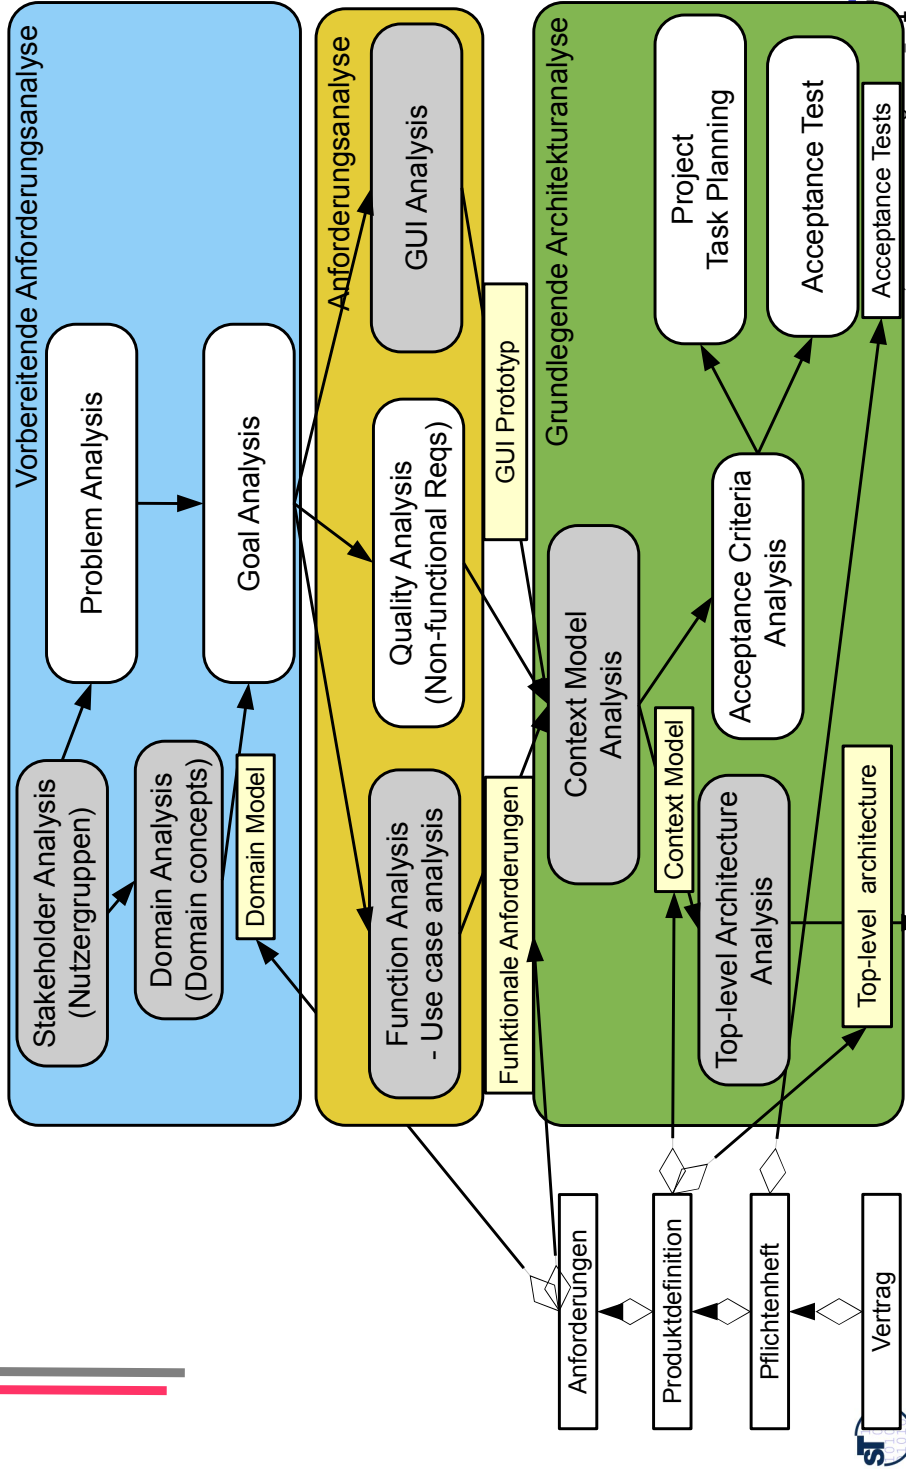 Vorbereitende Anforderungsanalyse
Stakeholder Analysis
(Nutzergruppen)
Problem Analysis
Domain Analysis
(Domain concepts)
Goal Analysis
Domain Model
Anforderungsanalyse
Function Analysis
- Use case analysis
Quality Analysis
(Non-functional Reqs)
GUI Analysis
Funktionale Anforderungen
GUI Prototyp
Grundlegende Architekturanalyse
Context Model
Analysis
Context Model
Top-level Architecture
Analysis
Acceptance Criteria
Analysis
Project
Task Planning
Acceptance Test
Acceptance Tests
Top-level architecture
Anforderungen
Produktdefinition
Pflichtenheft
Vertrag
ST